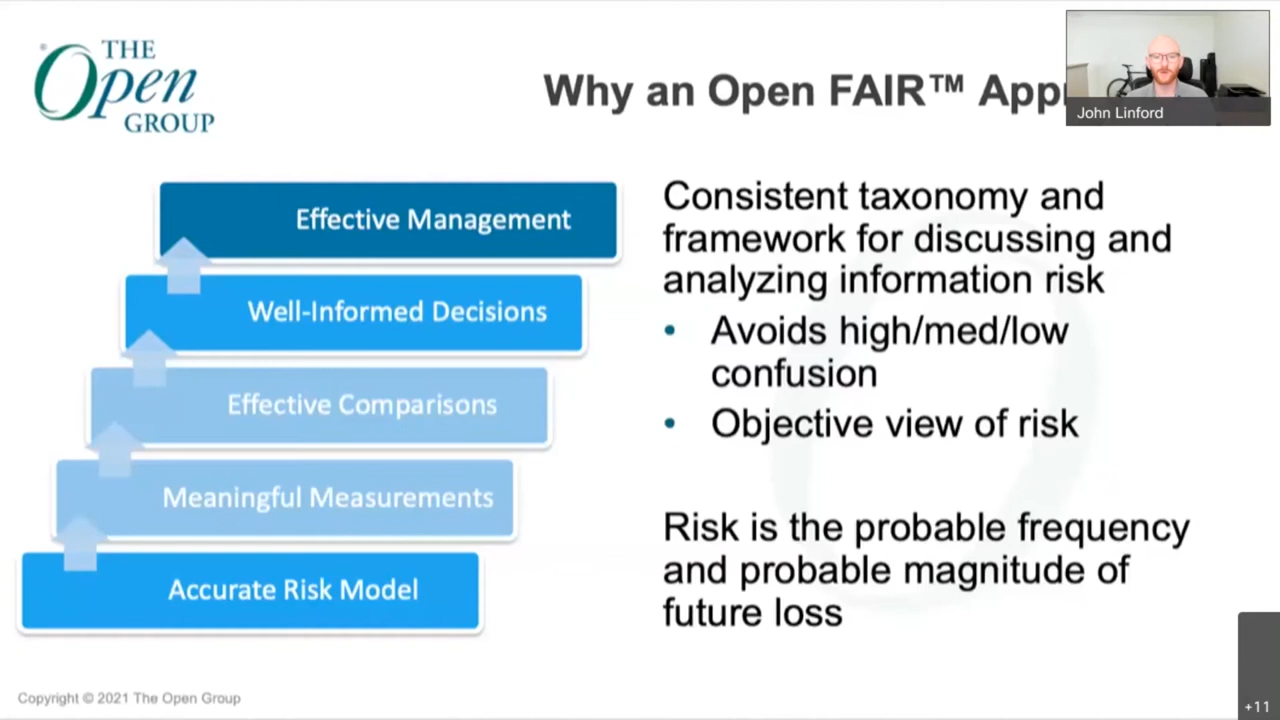 THE
Open
GROUP
Why an Open FAIR™ App
John Linford
Effective Management
Well-Informed Decisions
Effective Comparisons
Meaningful Measurements
Accurate Risk Model
Consistent taxonomy and
framework for discussing and
analyzing information risk
• Avoids high/med/low
confusion
• Objective view of risk
Risk is the probable frequency
and probable magnitude of
future loss
Copyright © 2021 The Open Group
+11